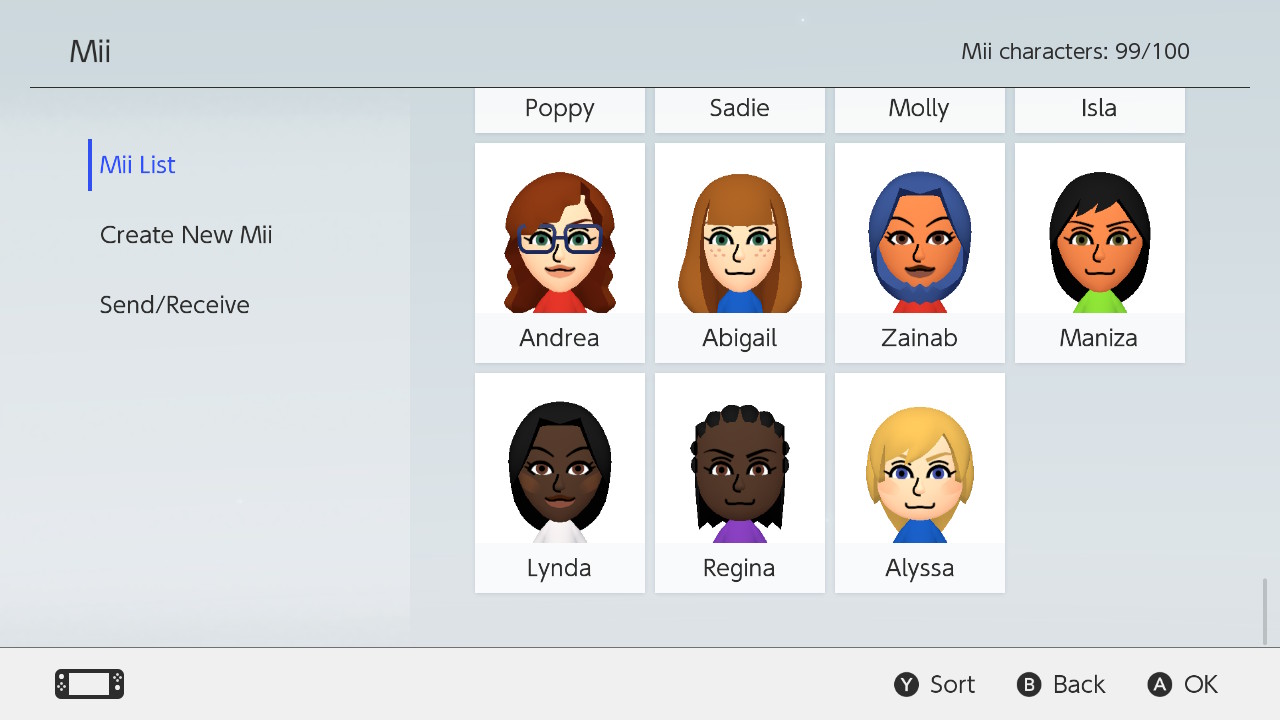 Mii
Mii characters: 99/100
Mii List
Create New Mii
Send/Receive
Poppy
Sadie
Molly
Isla
Andrea
Abigail
Zainab
Maniza
Lynda
Regina
Alyssa
Y Sort
B Back
A OK